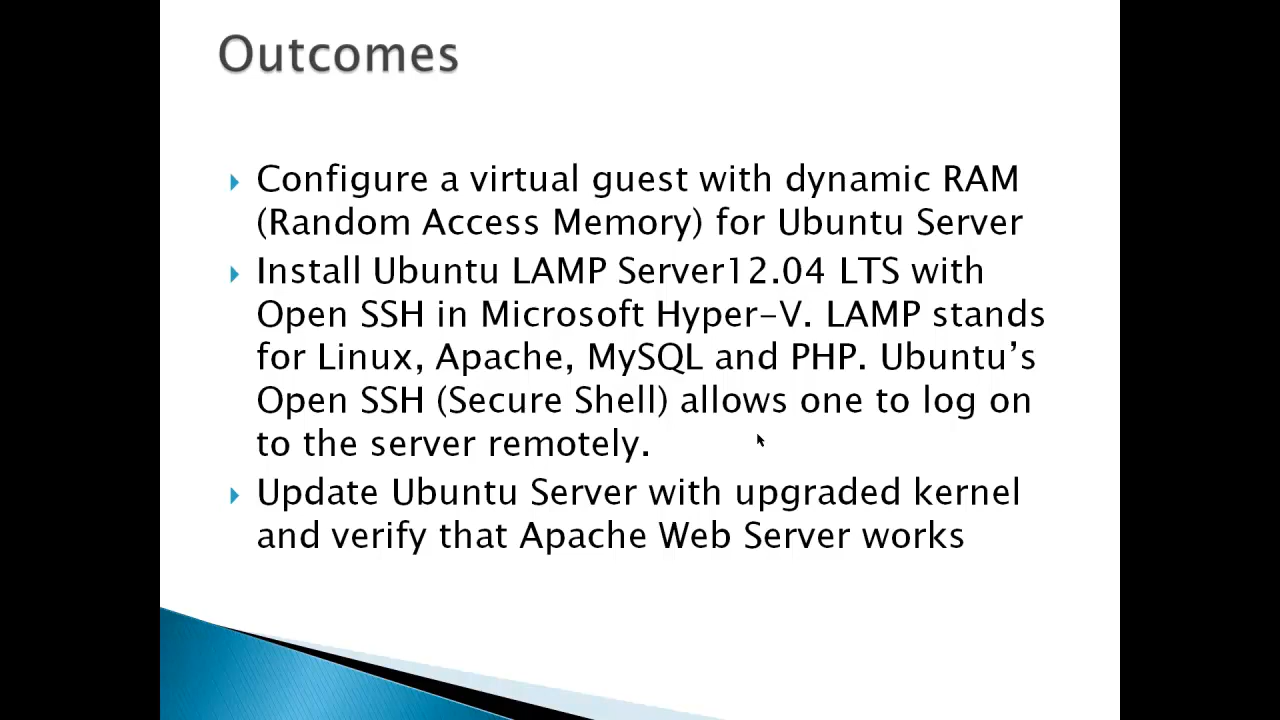 Outcomes
Configure a virtual guest with dynamic RAM
(Random Access Memory) for Ubuntu Server
Install Ubuntu LAMP Server12.04 LTS with
Open SSH in Microsoft Hyper-V. LAMP stands
for Linux, Apache, MySQL and PHP. Ubuntu’s
Open SSH (Secure Shell) allows one to log on
to the server remotely.
Update Ubuntu Server with upgraded kernel
and verify that Apache Web Server works